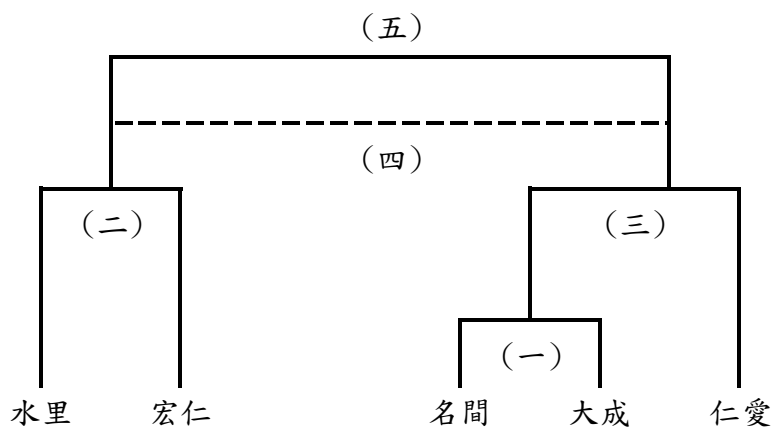 （五）
（四）
（二）
（三）
（一）
水里 宏仁 名間 大成 仁愛